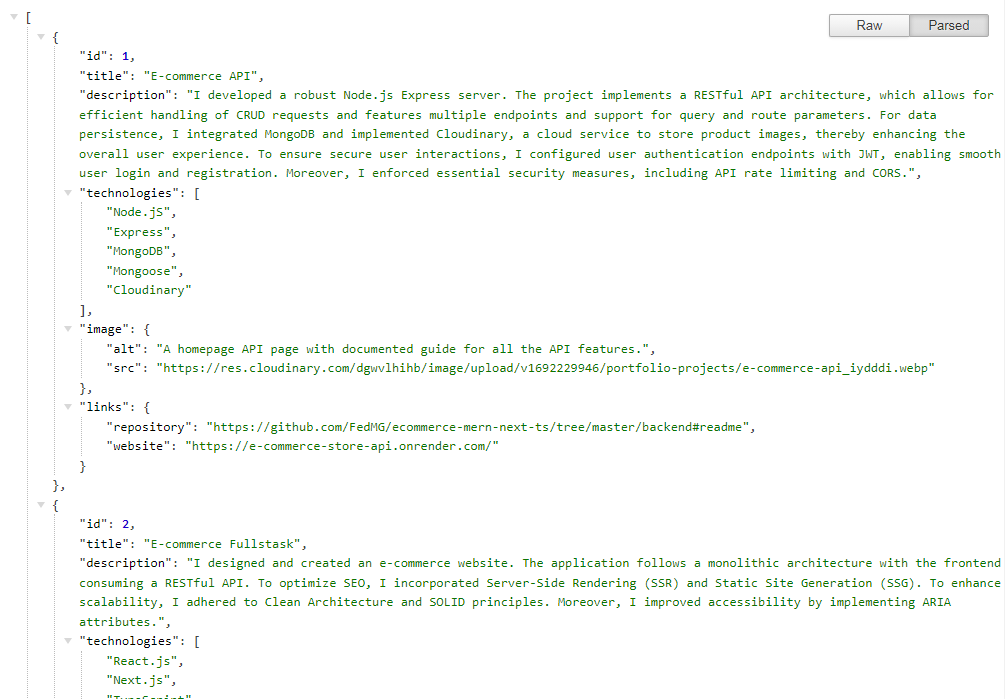 [
Raw Parsed
{
"id": 1,
"title": "E-commerce API",
"description": "I developed a robust Node.js Express server. The project implements a RESTful API architecture, which allows for
efficient handling of CRUD requests and features multiple endpoints and support for query and route parameters. For data
persistence, I integrated MongoDB and implemented Cloudinary, a cloud service to store product images, thereby enhancing the
overall user experience. To ensure secure user interactions, I configured user authentication endpoints with JWT, enabling smooth
user login and registration. Moreover, I enforced essential security measures, including API rate limiting and CORS.",
"technologies": [
"Node.jS",
"Express",
"MongoDB",
"Mongoose",
"Cloudinary"
],
"image": {
"alt": "A homepage API page with documented guide for all the API features.",
"src": "https://res.cloudinary.com/dgwvlhihb/image/upload/v1692229946/portfolio-projects/e-commerce-api_iydddi.webp"
},
"links": {
"repository": "https://github.com/FedMG/ecommerce-mern-next-ts/tree/master/backend#readme",
"website": "https://e-commerce-store-api.onrender.com/"
}
},
{
"id": 2,
"title": "E-commerce Fullstask",
"description": "I designed and created an e-commerce website. The application follows a monolithic architecture with the frontend
consuming a RESTful API. To optimize SEO, I incorporated Server-Side Rendering (SSR) and Static Site Generation (SSG). To enhance
scalability, I adhered to Clean Architecture and SOLID principles. Moreover, I improved accessibility by implementing ARIA
attributes.",
"technologies": [
"React.js",
"Next.js",
"TypeScript"